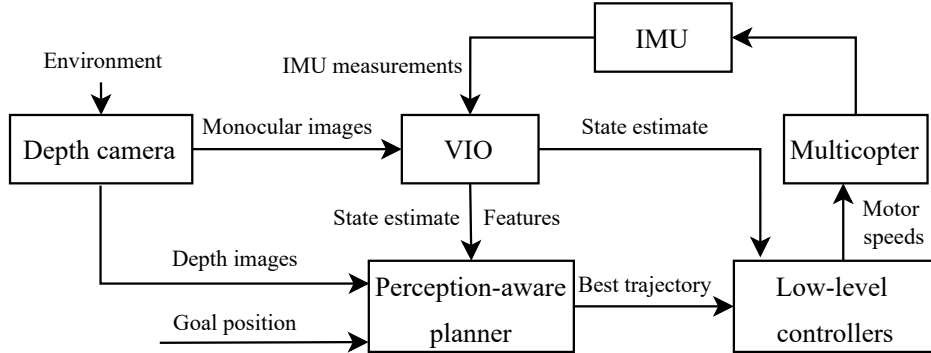 IMU
Environment
IMU measurements
Monocular images
State estimate
Depth camera
VIO
Multicopter
State estimate
Features
Motor
speeds
Depth images
Perception-aware
planner
Best trajectory
Low-level
controllers
Goal position